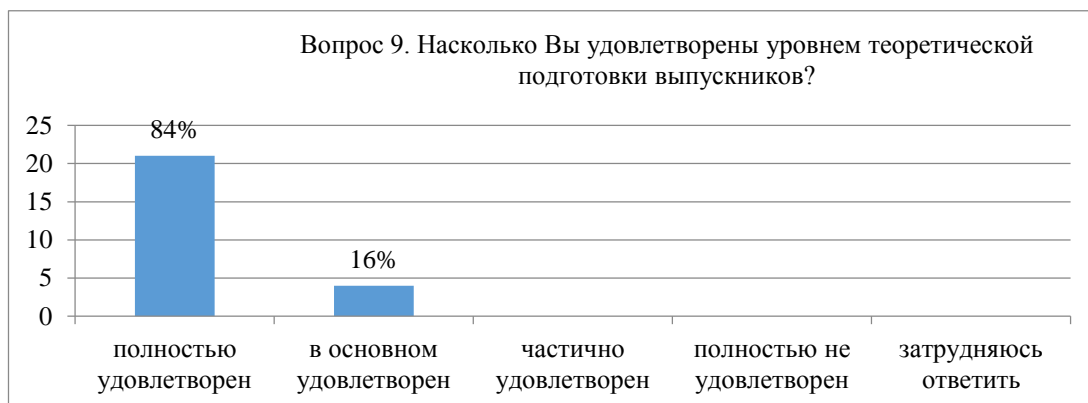 Вопрос 9. Насколько Вы удовлетворены уровнем теоретической
подготовки выпускников?
25
20
15
10
5
0
84%
16%
полностью
удовлетворен
в основном
удовлетворен
частично
удовлетворен
полностью не
удовлетворен
затрудняюсь
ответить